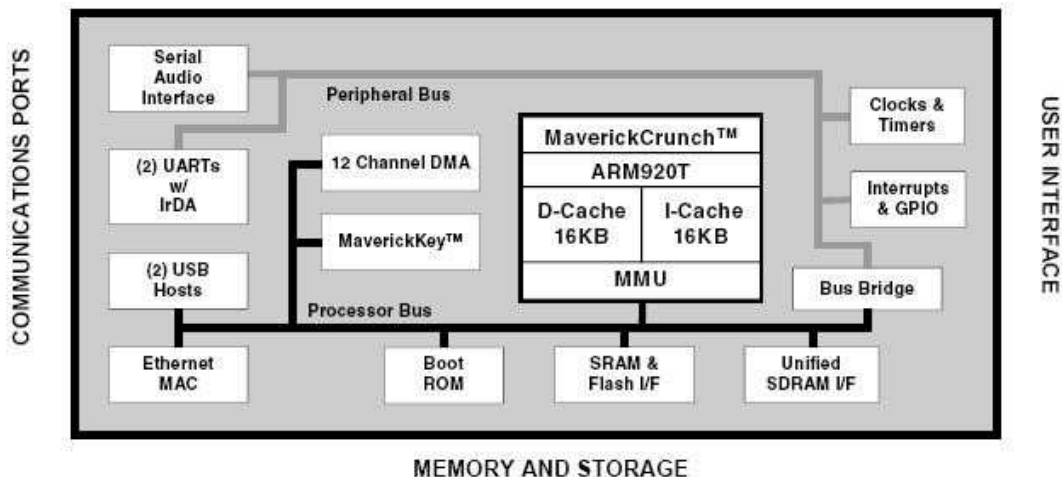 COMMUNICATIONS PORTS
Serial
Audio
Interface
Peripheral Bus
(2) UARTs
w/
IrDA
12 Channel DMA
MaverickKey™
(2) USB
Hosts
Processor Bus
MaverickCrunch™
ARM920T
D-Cache
16KB
I-Cache
16KB
MMU
Clocks &
Timers
Interrupts
& GPIO
Bus Bridge
Ethernet
MAC
Boot
ROM
SRAM &
Flash I/F
Unified
SDRAM I/F
USER INTERFACE
MEMORY AND STORAGE